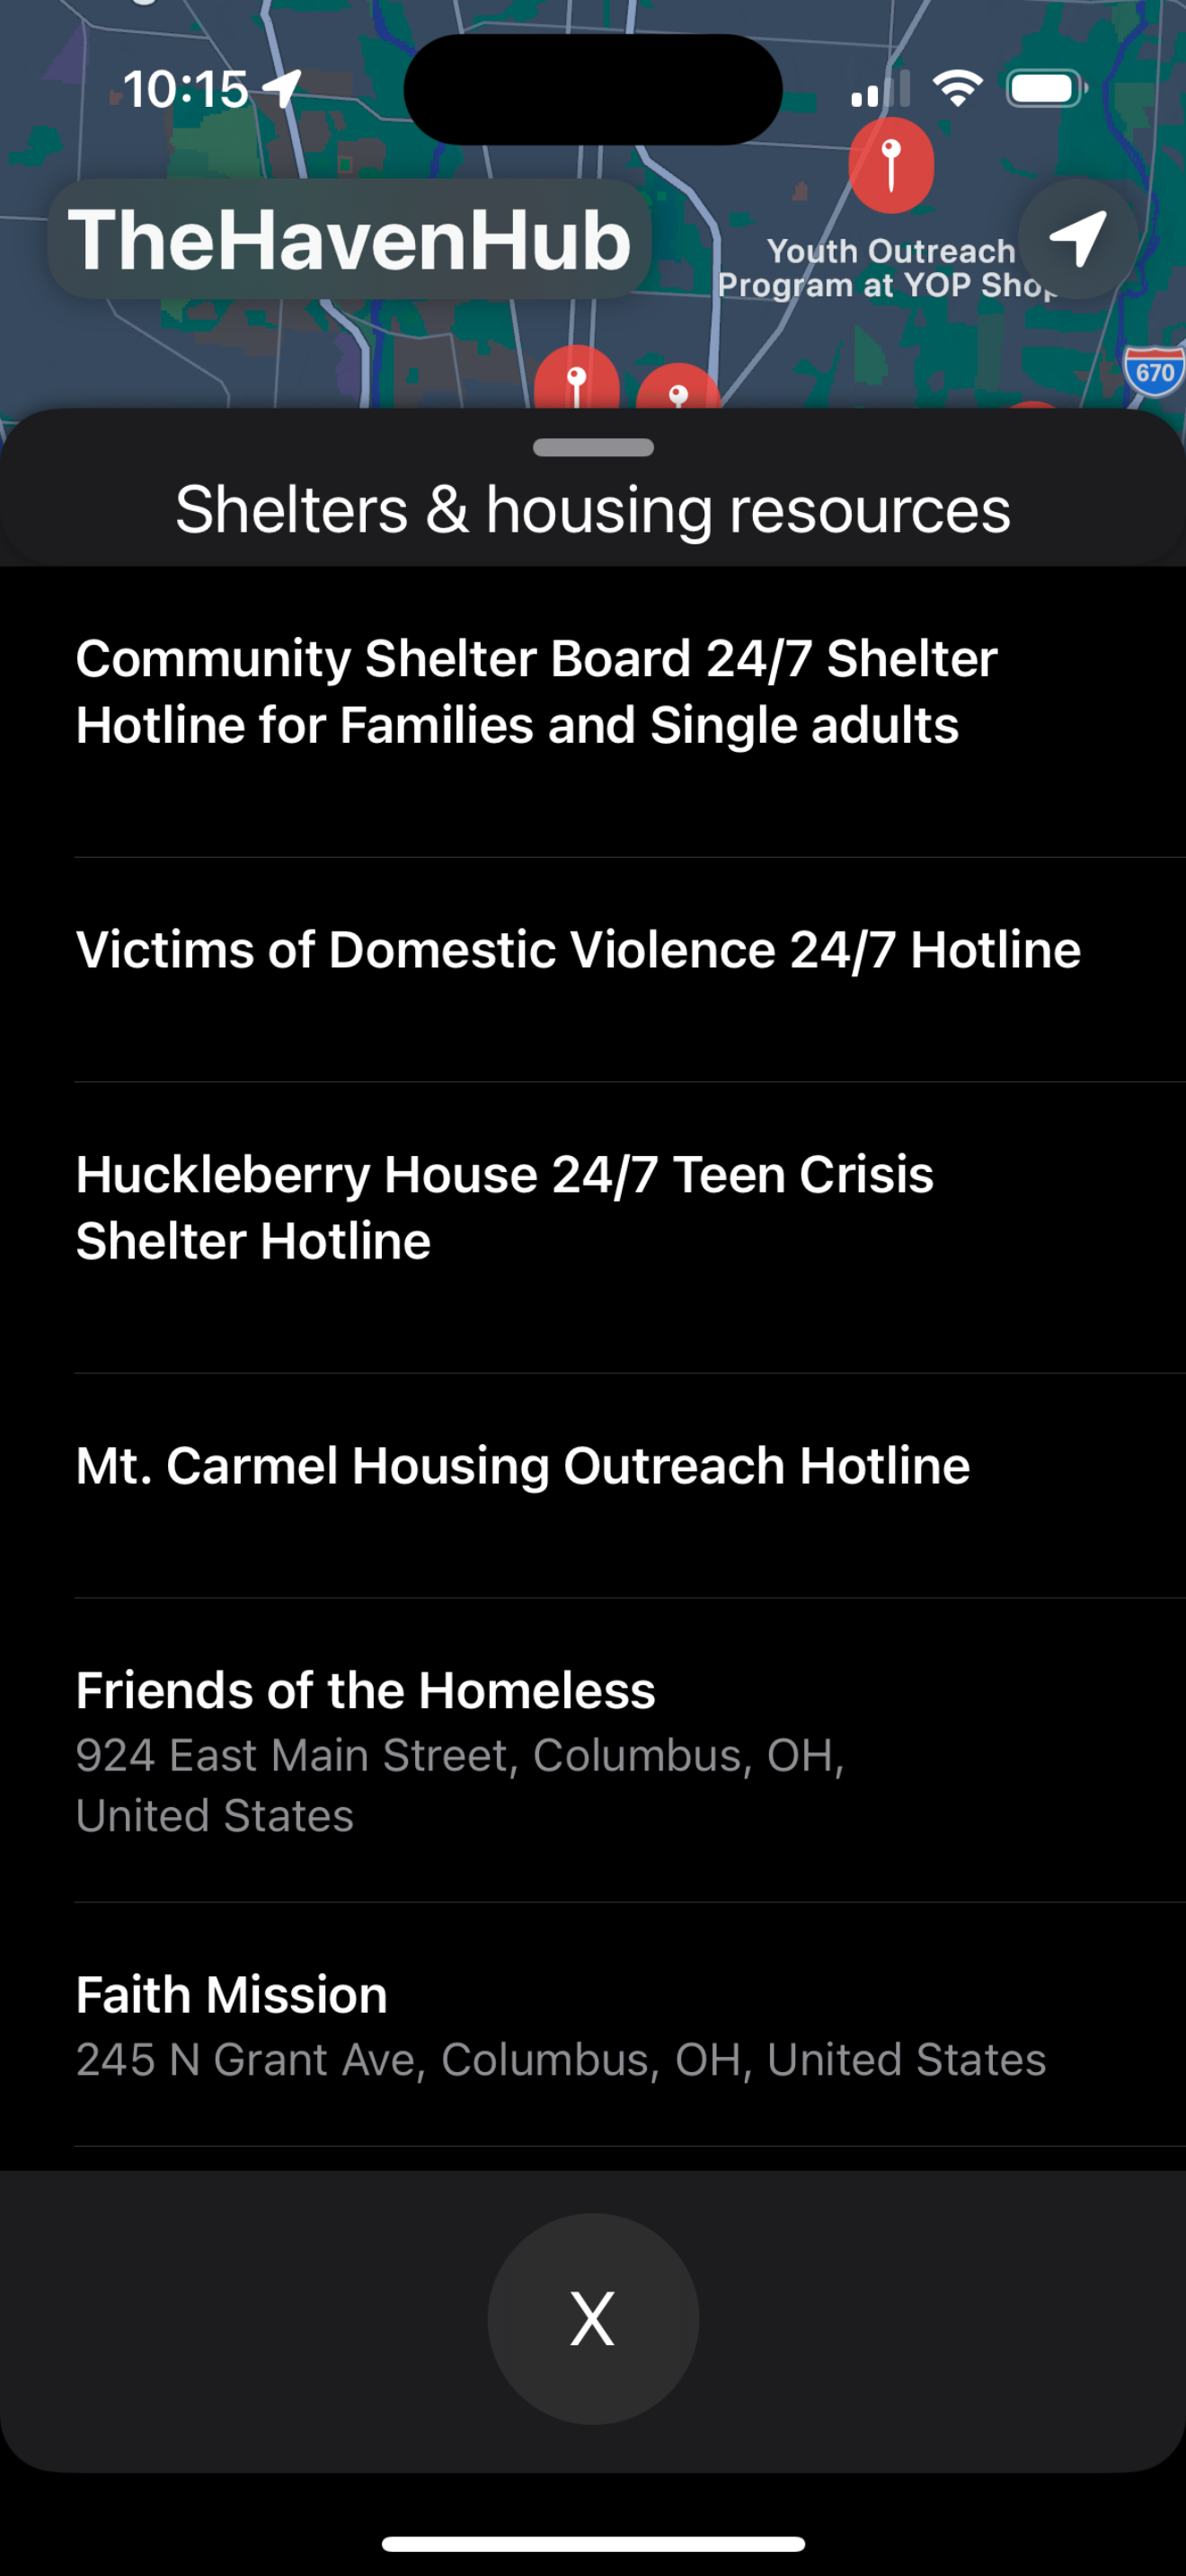 10:15
TheHavenHub
Youth Outreach
Program at YOP Shop
670
Shelters & housing resources
Community Shelter Board 24/7 Shelter
Hotline for Families and Single adults
Victims of Domestic Violence 24/7 Hotline
Huckleberry House 24/7 Teen Crisis
Shelter Hotline
Mt. Carmel Housing Outreach Hotline
Friends of the Homeless
924 East Main Street, Columbus, OH,
United States
Faith Mission
245 N Grant Ave, Columbus, OH, United States
X